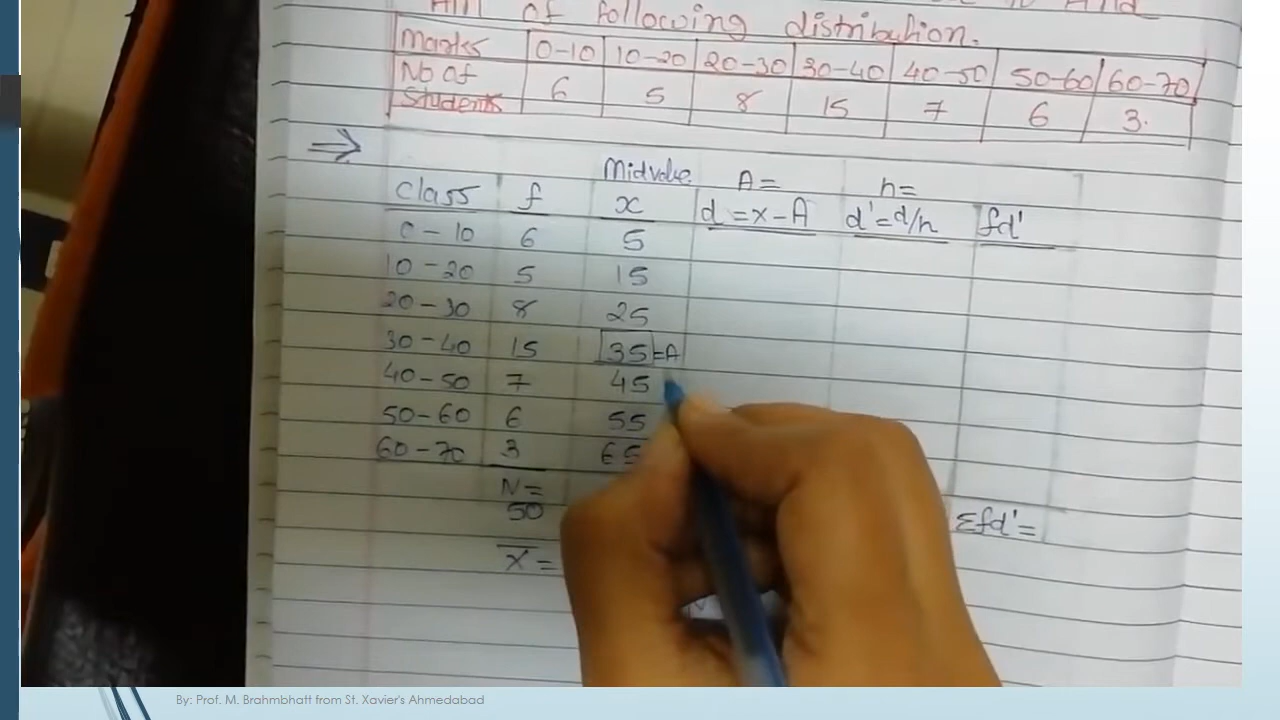 of following distribution.
Marks 0-10 10-20 20-30 30-40 40-50 50-60 60-70
No of Students 6 5 8 15 7 6 3.
⇒
Midvalue A= h=
Class f x d=x-A d'=d/h fd'
0-10 6 5
10-20 5 15
20-30 8 25
30-40 15 35=A
40-50 7 45
50-60 6 55
60-70 3 65
N= 50
Σfd'=
x̄ =
By: Prof. M. Brahmbhatt from St. Xavier's Ahmedabad